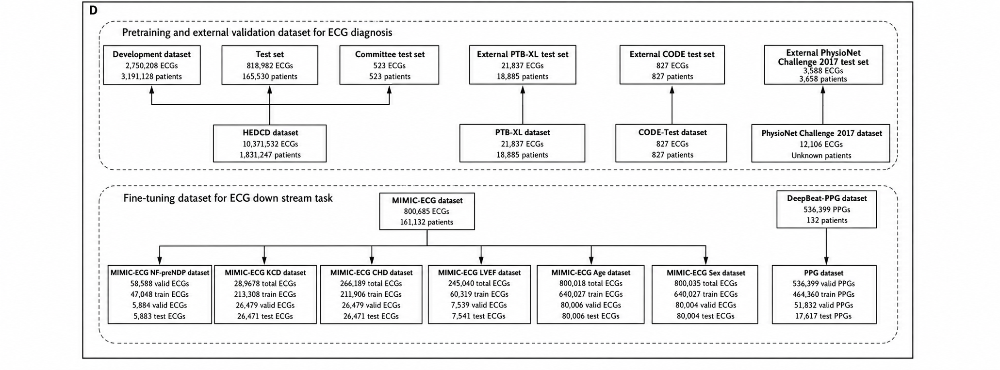 D
Pretraining and external validation dataset for ECG diagnosis
Development dataset
2,750,208 ECGs
3,191,128 patients
Test set
818,982 ECGs
165,530 patients
Committee test set
523 ECGs
523 patients
External PTB-XL test set
21,837 ECGs
18,885 patients
External CODE test set
827 ECGs
827 patients
External PhysioNet
Challenge 2017 test set
3,588 ECGs
3,658 patients
HEDCD dataset
10,371,532 ECGs
1,831,247 patients
PTB-XL dataset
21,837 ECGs
18,885 patients
CODE-Test dataset
827 ECGs
827 patients
PhysioNet Challenge 2017 dataset
12,106 ECGs
Unknown patients
Fine-tuning dataset for ECG down stream task
MIMIC-ECG dataset
800,685 ECGs
161,132 patients
DeepBeat-PPG dataset
536,399 PPGs
132 patients
MIMIC-ECG NF-preNDP dataset
58,588 valid ECGs
47,048 train ECGs
5,884 valid ECGs
5,883 test ECGs
MIMIC-ECG KCD dataset
28,9678 total ECGs
213,308 train ECGs
26,479 valid ECGs
26,471 test ECGs
MIMIC-ECG CHD dataset
266,189 total ECGs
211,906 train ECGs
26,479 valid ECGs
26,471 test ECGs
MIMIC-ECG LVEF dataset
245,040 total ECGs
60,319 train ECGs
7,539 valid ECGs
7,541 test ECGs
MIMIC-ECG Age dataset
800,018 total ECGs
640,027 train ECGs
80,006 valid ECGs
80,006 test ECGs
MIMIC-ECG Sex dataset
800,035 total ECGs
640,027 train ECGs
80,004 valid ECGs
80,004 test ECGs
PPG dataset
536,399 valid PPGs
464,360 train PPGs
51,832 valid PPGs
17,617 test PPGs